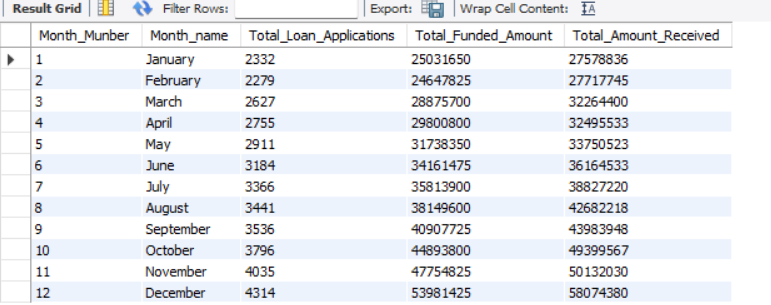 Result Grid Filter Rows: Export: Wrap Cell Content: IA
Month_Munber Month_name Total_Loan_Applications Total_Funded_Amount Total_Amount_Received
1 January 2332 25031650 27578836
2 February 2279 24647825 27717745
3 March 2627 28875700 32264400
4 April 2755 29800800 32495533
5 May 2911 31738350 33750523
6 June 3184 34161475 36164533
7 July 3366 35813900 38827220
8 August 3441 38149600 42682218
9 September 3536 40907725 43983948
10 October 3796 44893800 49399567
11 November 4035 47754825 50132030
12 December 4314 53981425 58074380